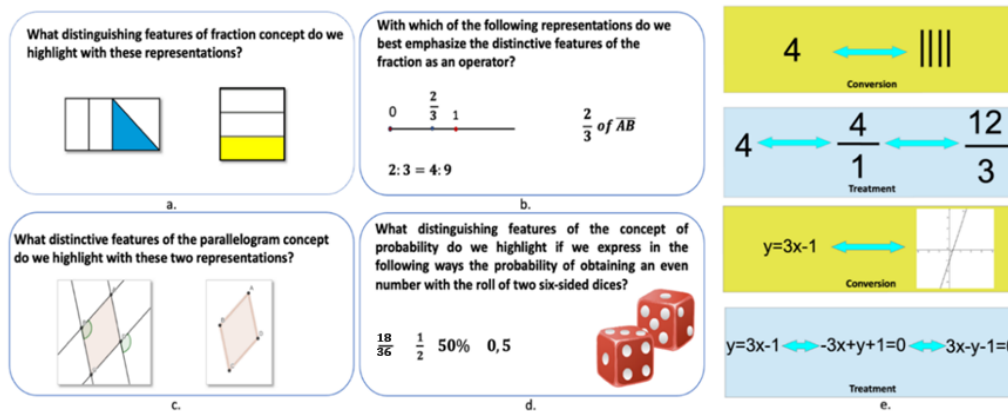 What distinguishing features of fraction concept do we
highlight with these representations?
a.
With which of the following representations do we
best emphasize the distinctive features of the
fraction as an operator?
0 2/3 1
2/3 of AB
2:3 = 4:9
b.
What distinctive features of the parallelogram concept
do we highlight with these two representations?
c.
What distinguishing features of the concept of
probability do we highlight if we express in the
following ways the probability of obtaining an even
number with the roll of two six-sided dices?
18/36 1/2 50% 0,5
d.
4
Conversion
4 4/1 12/3
Treatment
y=3x-1
Conversion
y=3x-1 -3x+y+1=0 3x-y-1=
Treatment
e.